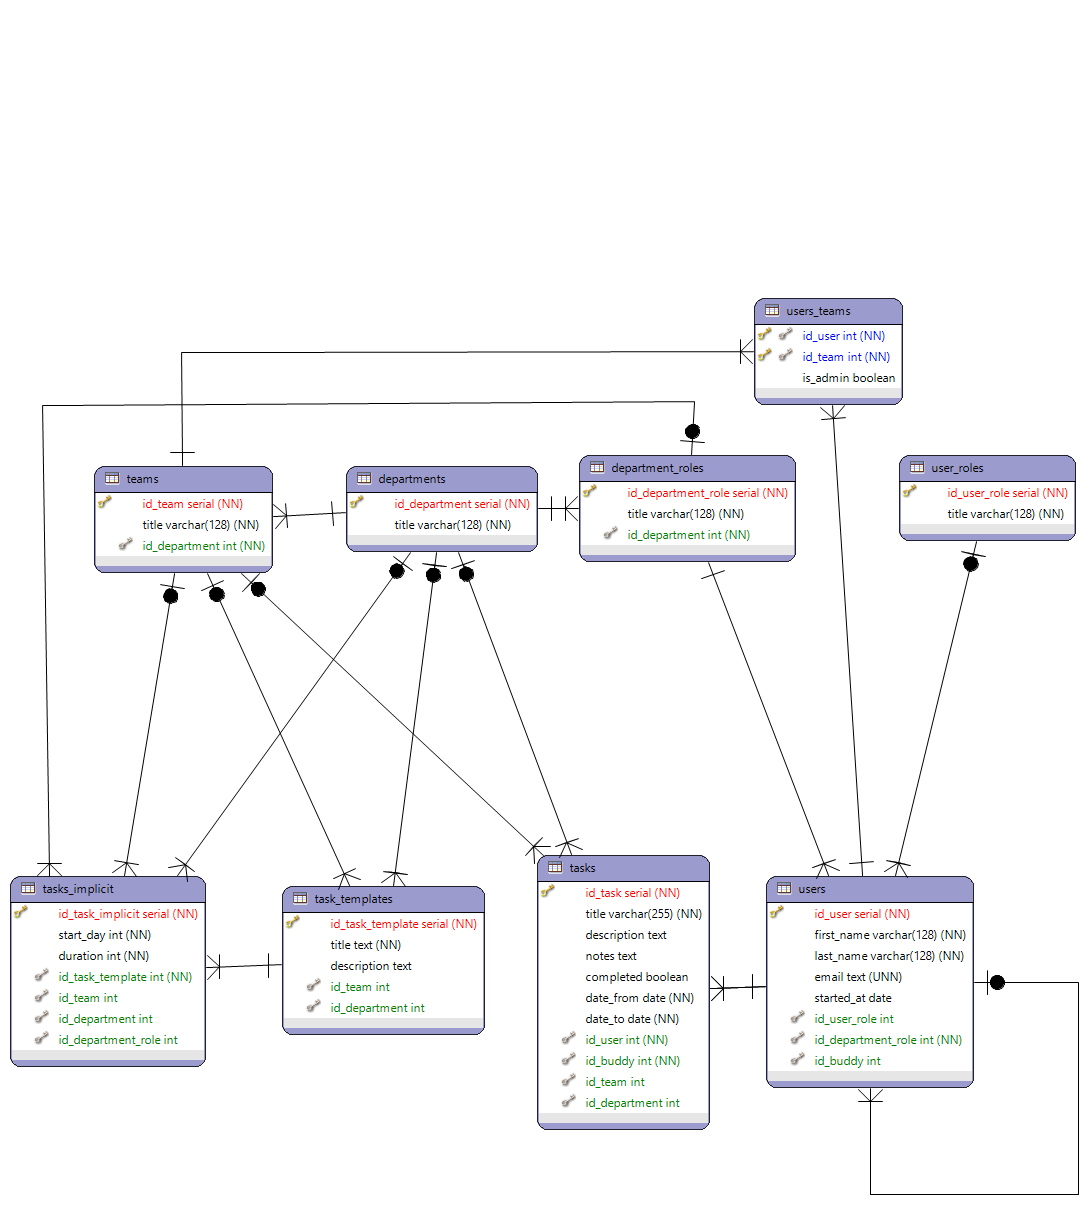 users_teams
id_user int (NN)
id_team int (NN)
is_admin boolean
teams
id_team serial (NN)
title varchar(128) (NN)
id_department int (NN)
departments
id_department serial (NN)
title varchar(128) (NN)
department_roles
id_department_role serial (NN)
title varchar(128) (NN)
id_department int (NN)
user_roles
id_user_role serial (NN)
title varchar(128) (NN)
tasks_implicit
id_task_implicit serial (NN)
start_day int (NN)
duration int (NN)
id_task_template int (NN)
id_team int
id_department int
id_department_role int
task_templates
id_task_template serial (NN)
title text (NN)
description text
id_team int
id_department int
tasks
id_task serial (NN)
title varchar(255) (NN)
description text
notes text
completed boolean
date_from date (NN)
date_to date (NN)
id_user int (NN)
id_buddy int (NN)
id_team int
id_department int
users
id_user serial (NN)
first_name varchar(128) (NN)
last_name varchar(128) (NN)
email text (UNN)
started_at date
id_user_role int
id_department_role int (NN)
id_buddy int